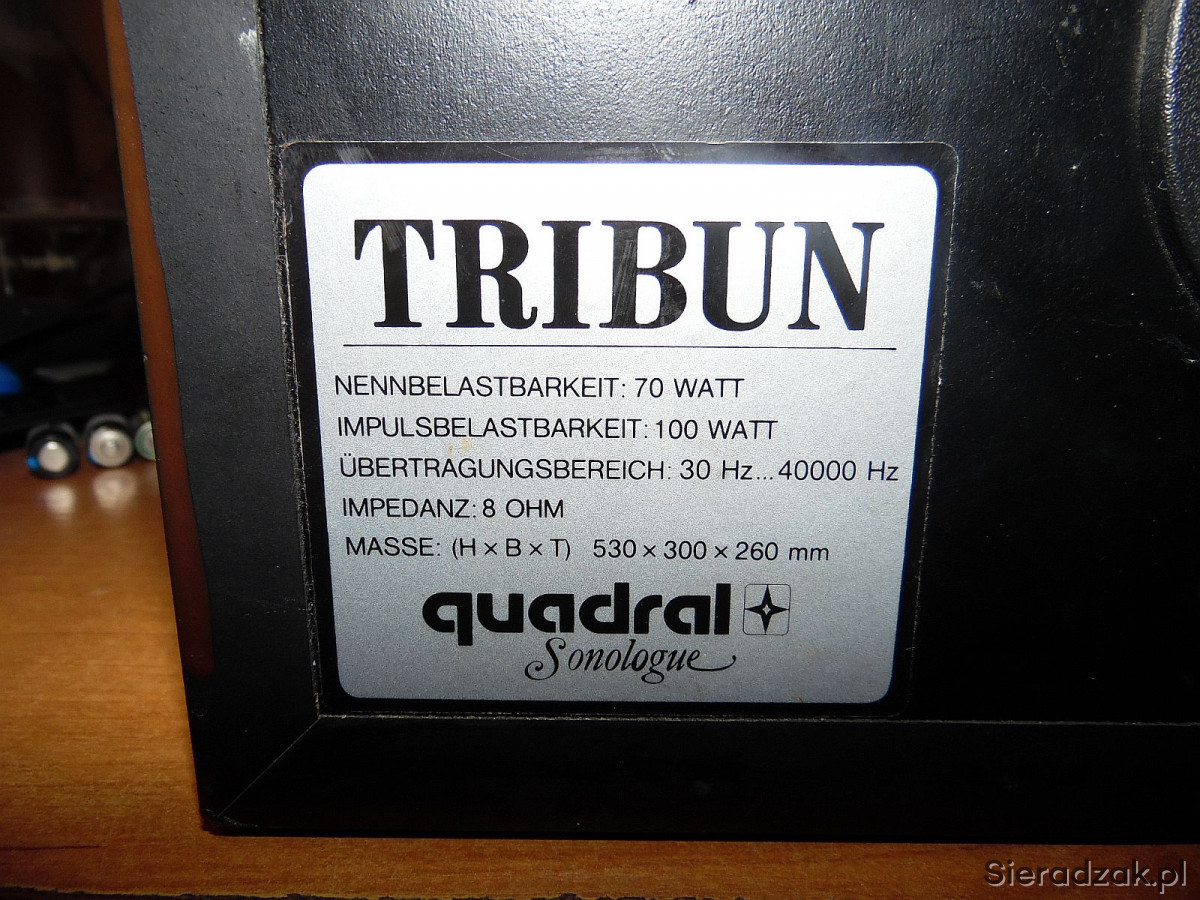 TRIBUN
NENNBELASTBARKEIT: 70 WATT
IMPULSBELASTBARKEIT: 100 WATT
ÜBERTRAGUNGSBEREICH: 30 Hz...40000 Hz
IMPEDANZ: 8 OHM
MASSE: (H × B × T) 530 × 300 × 260 mm
quadral
Sonologue
Sieradzak.pl